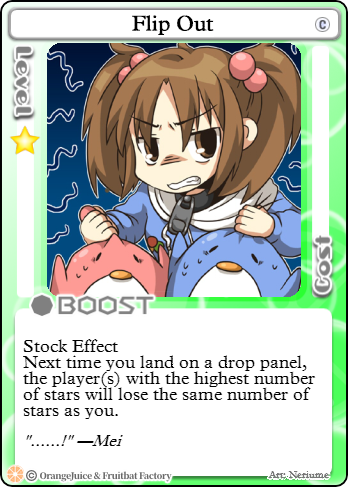 Flip Out
C
Level
Cost
BOOST
Stock Effect
Next time you land on a drop panel,
the player(s) with the highest number
of stars will lose the same number of
stars as you.
"......!" —Mei
© OrangeJuice & Fruitbat Factory
Art: Neriume